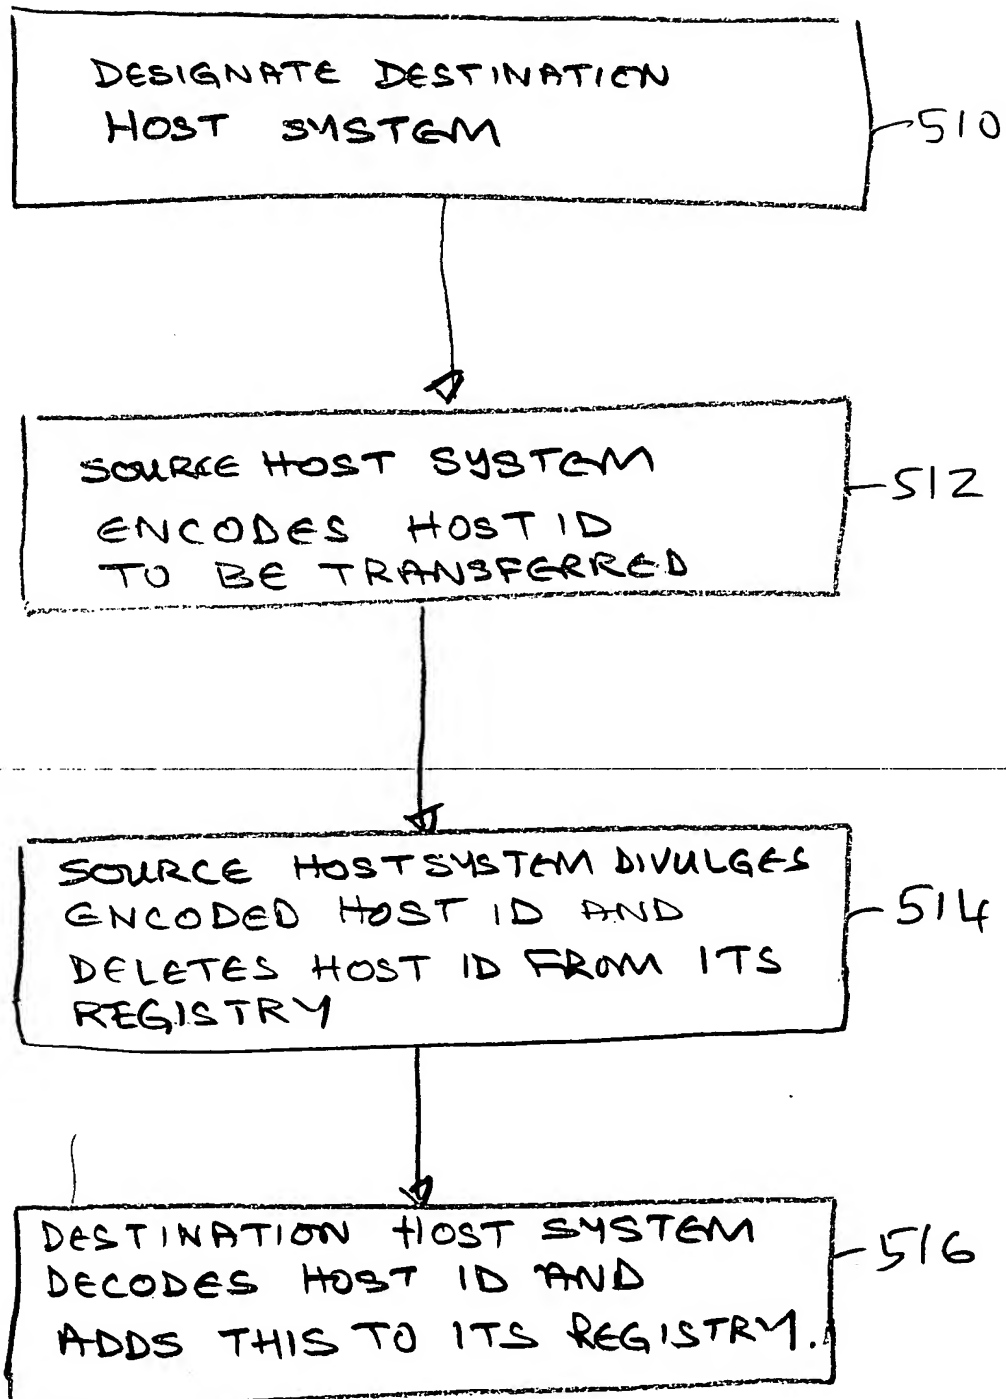 DESIGNATE DESTINATION
HOST SYSTEM
510
SOURCE HOST SYSTEM
ENCODES HOST ID
TO BE TRANSFERRED
512
SOURCE HOST SYSTEM DIVULGES
ENCODED HOST ID AND
DELETES HOST ID FROM ITS
REGISTRY
514
DESTINATION HOST SYSTEM
DECODES HOST ID AND
ADDS THIS TO ITS REGISTRY.
516